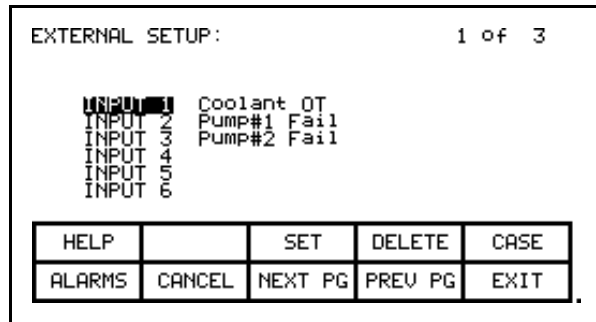 EXTERNAL SETUP: 1 of 3
INPUT 1 Coolant OT
INPUT 2 Pump#1 Fail
INPUT 3 Pump#2 Fail
INPUT 4
INPUT 5
INPUT 6
HELP SET DELETE CASE
ALARMS CANCEL NEXT PG PREV PG EXIT .